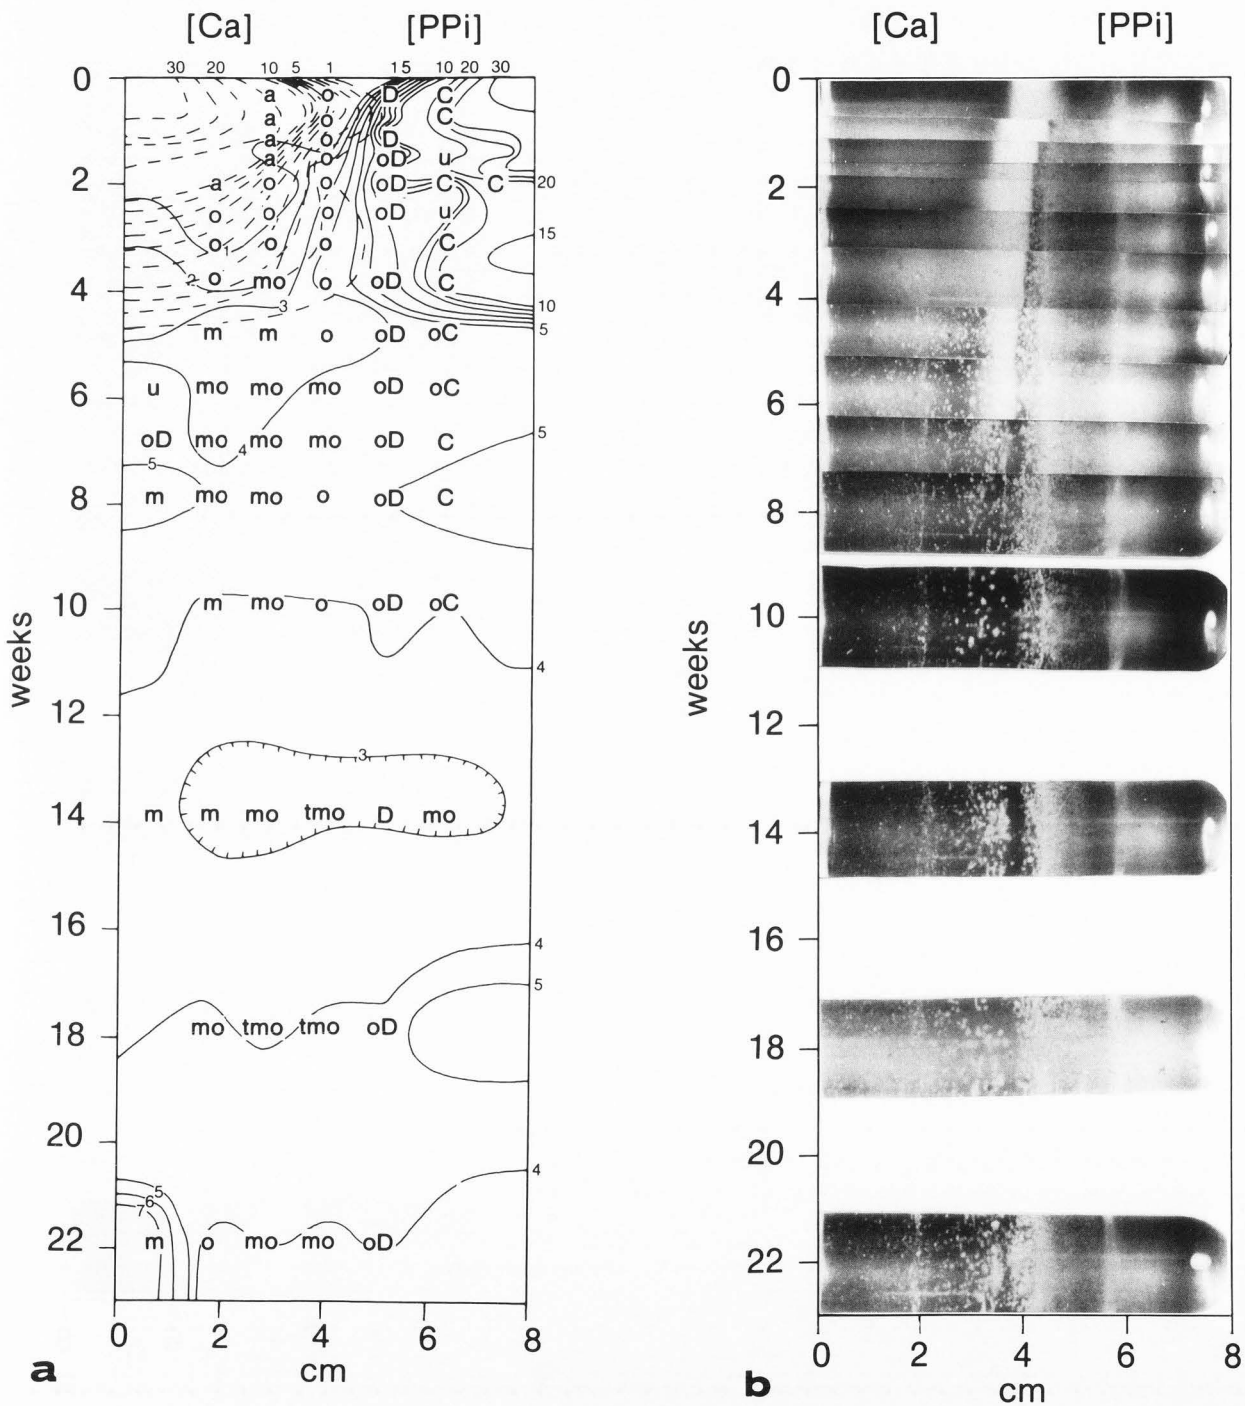 [Ca] [PPi]
30 20 10 5 1 15 10 20 30
0
a o D C
a o C
a o D
a o oD u
2 a o o oD C C 20
o o o oD u
15
o 1 o o C
2 o mo o oD C
4
3 10
m m o oD oC 5
6 u mo mo mo oD oC
5
oD mo mo mo oD C
4
5
8 m mo mo o oD C
10 m mo o oD oC
4
weeks
12
3
14 m m mo tmo D mo
16
4
5
18 mo tmo tmo oD
20
4
5
6
7
22 m o mo mo oD
0 2 4 6 8
a cm
[Ca] [PPi]
0
2
4
6
8
10
weeks
12
14
16
18
20
22
0 2 4 6 8
b cm